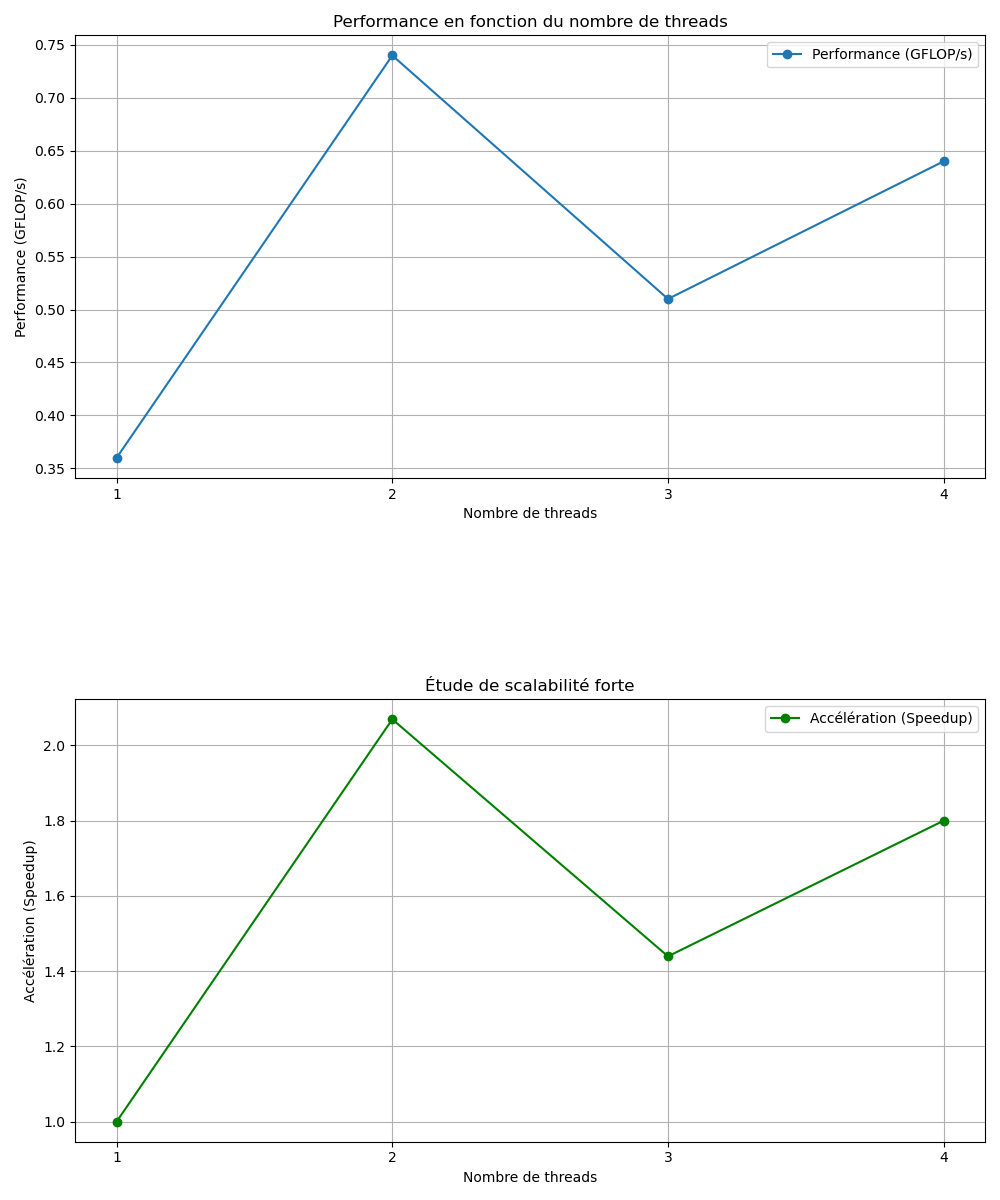 Performance en fonction du nombre de threads
0.75
Performance (GFLOP/s)
0.70
0.65
0.60
0.55
0.50
0.45
0.40
0.35
Performance (GFLOP/s)
1
2
3
4
Nombre de threads
Étude de scalabilité forte
Accélération (Speedup)
2.0
1.8
1.6
1.4
1.2
1.0
Accélération (Speedup)
1
2
3
4
Nombre de threads